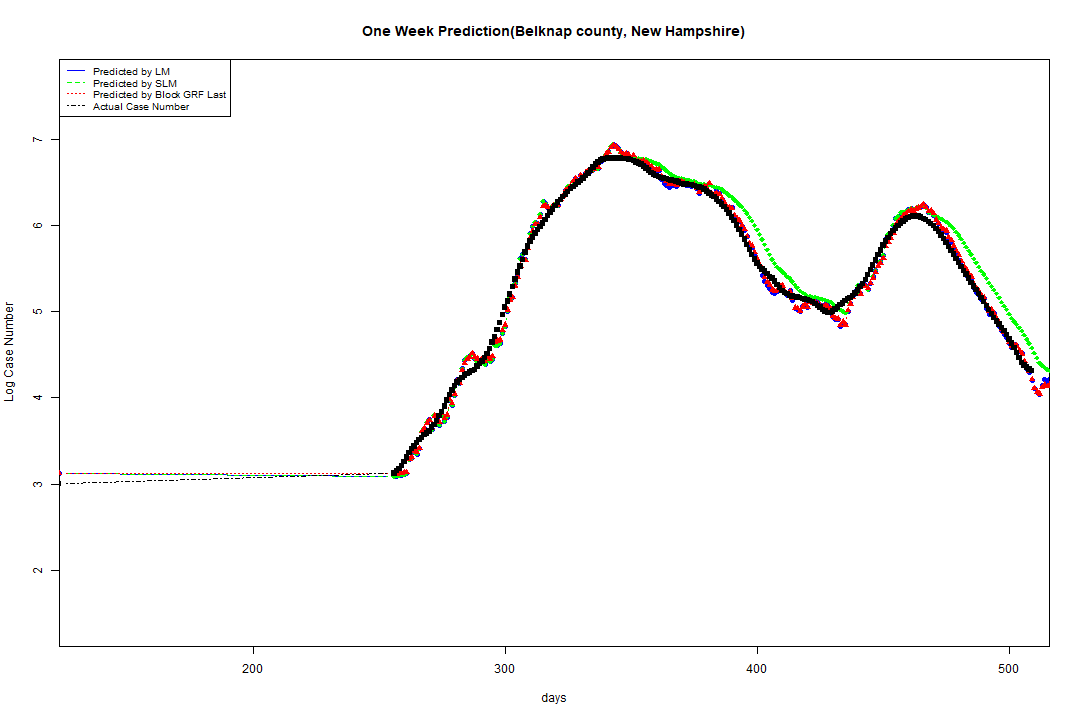 One Week Prediction(Belknap county, New Hampshire)
Predicted by LM
Predicted by SLM
Predicted by Block GRF Last
Actual Case Number
7
6
5
4
3
2
Log Case Number
200 300 400 500
days